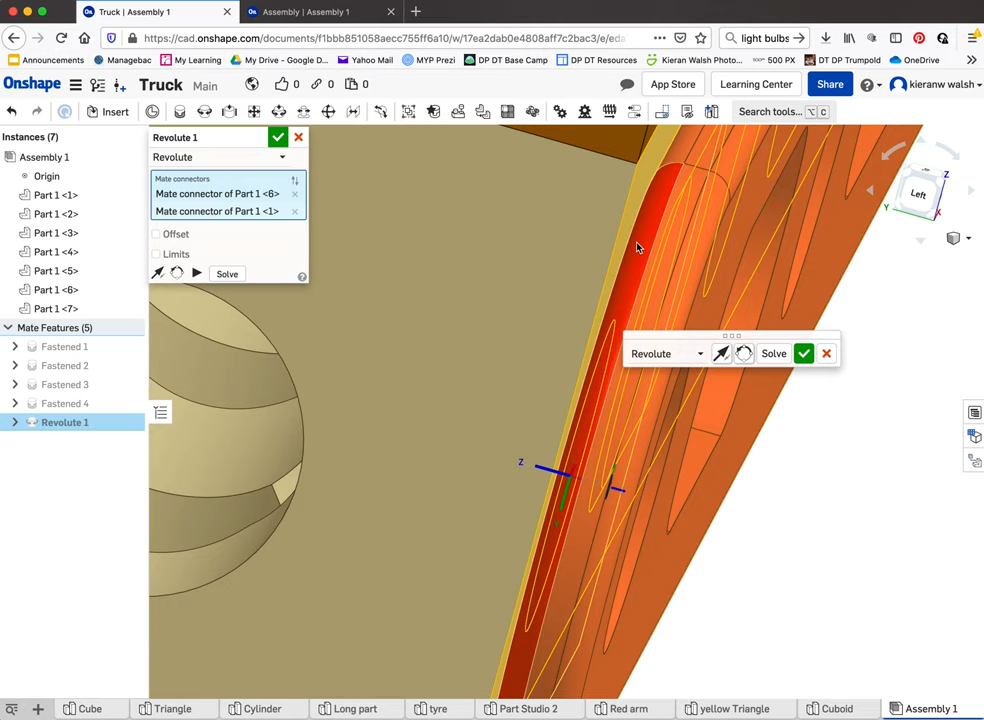 Truck | Assembly 1
Assembly | Assembly 1
https://cad.onshape.com/documents/f1bbb851058aecc755ff6a10/w/17ea2dab0e4808aff7c2bac3/e/eda
light bulbs
Announcements
Managebac
My Learning
My Drive - Google D...
Yahoo Mail
MYP Prezi
DP DT Base Camp
DP DT Resources
Kieran Walsh Photo...
500 PX
DT DP Trumpold
OneDrive
Onshape
Truck
Main
0
0
0
App Store
Learning Center
Share
kieranw walsh
Insert
Search tools...
C
Instances (7)
Assembly 1
Origin
Part 1 <1>
Part 1 <2>
Part 1 <3>
Part 1 <4>
Part 1 <5>
Part 1 <6>
Part 1 <7>
Mate Features (5)
Fastened 1
Fastened 2
Fastened 3
Fastened 4
Revolute 1
Revolute 1
Revolute
Mate connectors
Mate connector of Part 1 <6>
Mate connector of Part 1 <1>
Offset
Limits
Solve
Revolute
Solve
Left
Z
Y
X
Z
Y
Cube
Triangle
Cylinder
Long part
tyre
Part Studio 2
Red arm
yellow Triangle
Cuboid
Assembly 1